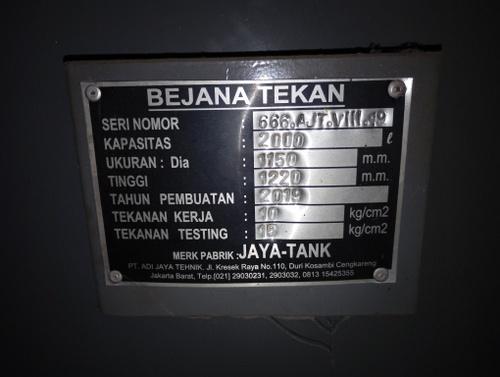 BEJANA TEKAN
SERI NOMOR : 666.AJT.VIII.19
KAPASITAS : 2000 ℓ
UKURAN : Dia : 1150 m.m.
TINGGI : 1220 m.m.
TAHUN PEMBUATAN : 2019
TEKANAN KERJA : 10 kg/cm2
TEKANAN TESTING : 15 kg/cm2
MERK PABRIK : JAYA-TANK
PT. ADI JAYA TEHNIK, Jl. Kresek Raya No.110, Duri Kosambi Cengkareng
Jakarta Barat, Telp.[021] 29030231, 2903032, 0813 15425355